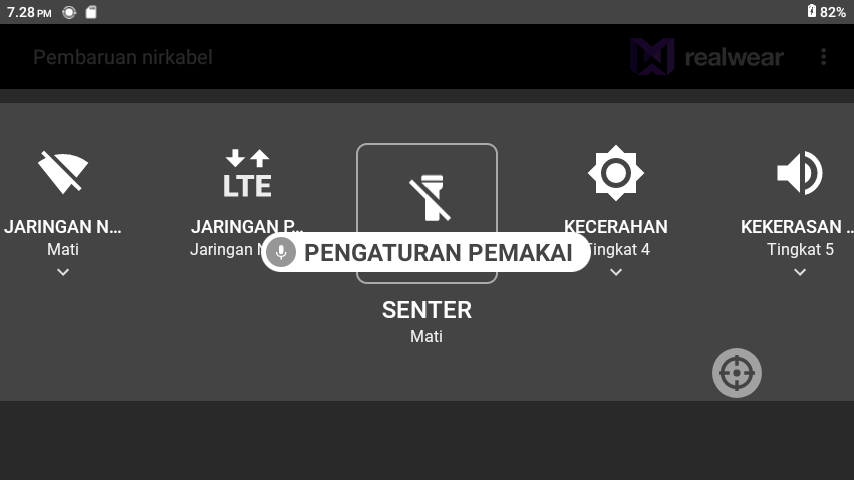 7.28 PM
82%
Pembaruan nirkabel
realwear
JARINGAN N...
Mati
LTE
JARINGAN P...
Jaringan
PENGATURAN PEMAKAI
SENTER
Mati
KECERAHAN
Tingkat 4
KEKERASAN ..
Tingkat 5